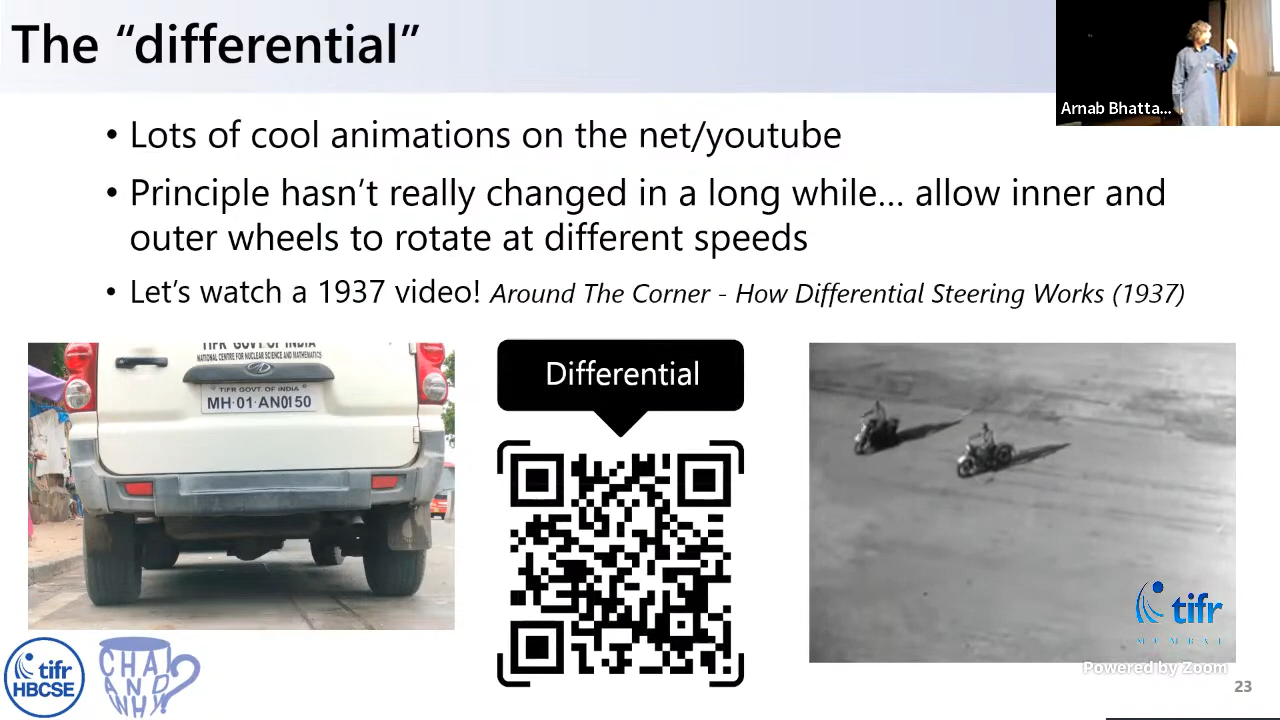 The “differential”
Arnab Bhatta...
• Lots of cool animations on the net/youtube
• Principle hasn’t really changed in a long while... allow inner and
outer wheels to rotate at different speeds
• Let’s watch a 1937 video! Around The Corner - How Differential Steering Works (1937)
TIFR GOVT OF INDIA
NATIONAL CENTRE FOR NUCLEAR SCIENCE AND MATHEMATICS
TIFR GOVT. OF INDIA
MH·01·AN0150
Differential
tifr
MUMBAI
Powered by Zoom
tifr
HBCSE
CHAI
AND
WHY?
23